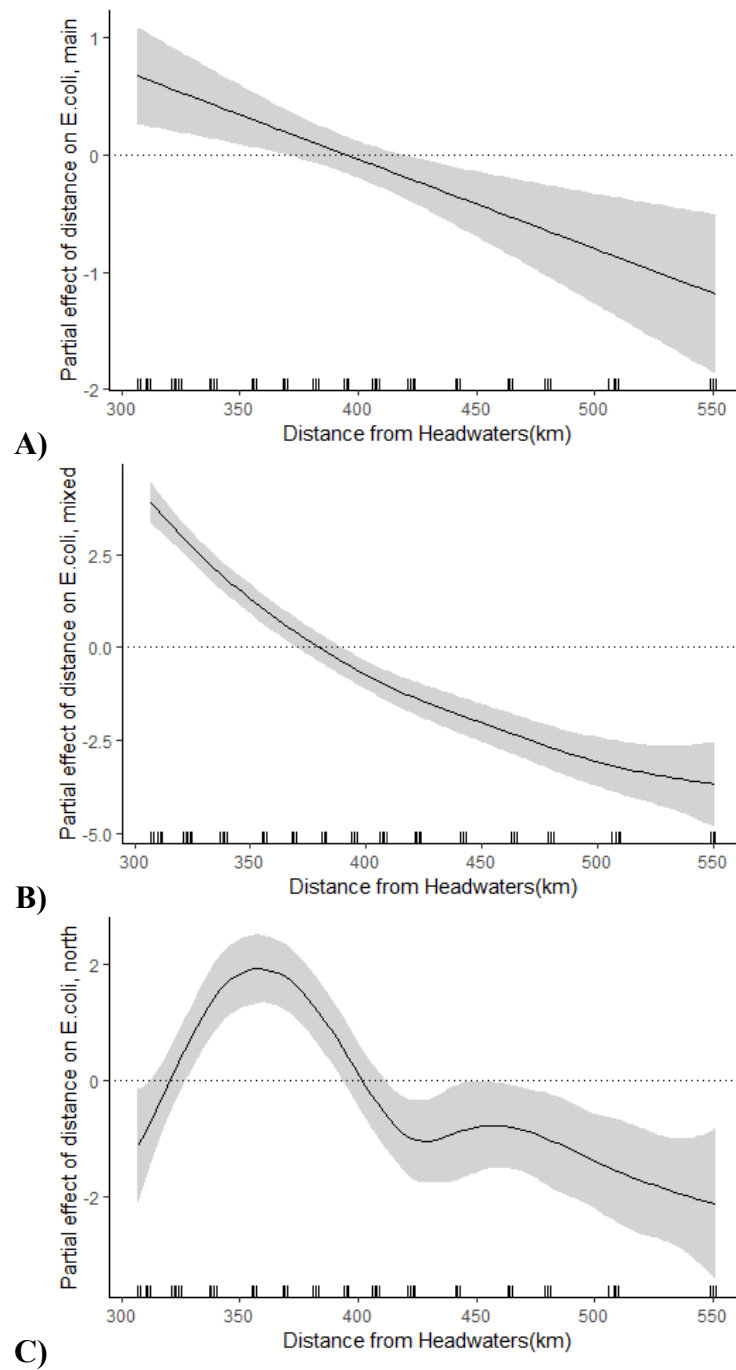 Partial effect of distance on E.coli, main
1
0
-1
-2
300 350 400 450 500 550
Distance from Headwaters(km)
A)
Partial effect of distance on E.coli, mixed
2.5
0.0
-2.5
-5.0
300 350 400 450 500 550
Distance from Headwaters(km)
B)
Partial effect of distance on E.coli, north
2
0
-2
300 350 400 450 500 550
Distance from Headwaters(km)
C)